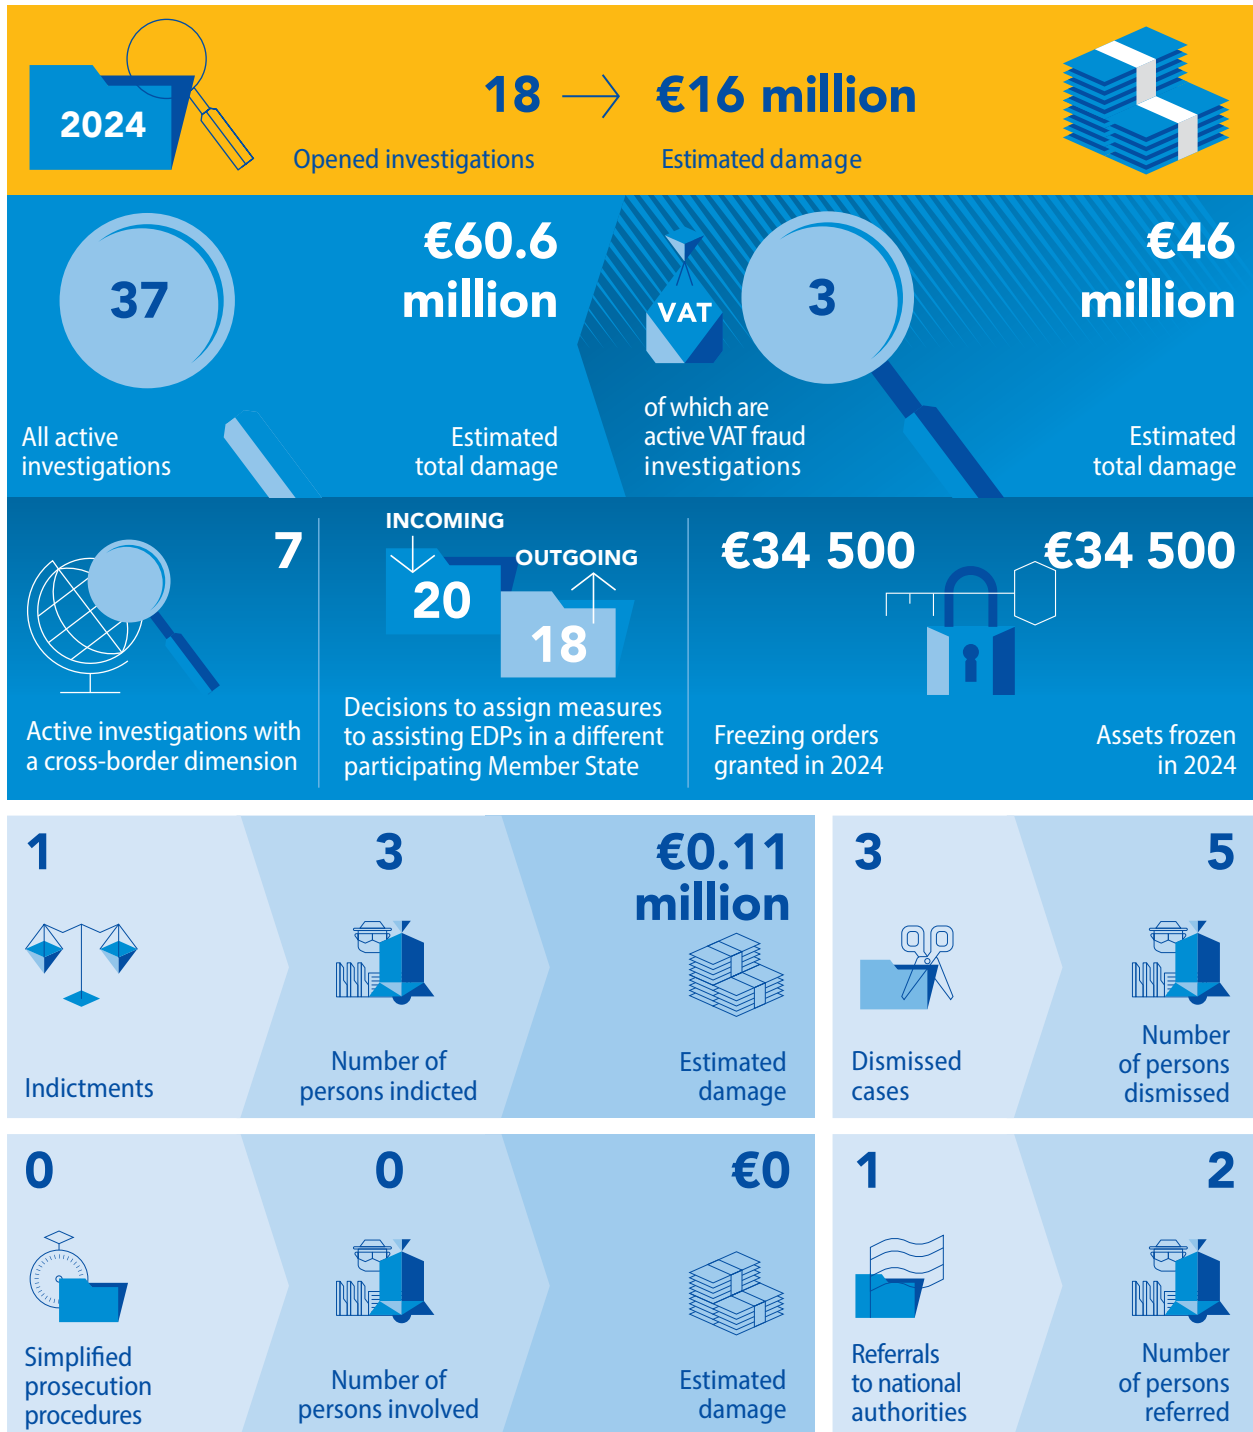 2024
18
€16 million
Opened investigations
Estimated damage
37
€60.6
million
All active
investigations
Estimated
total damage
VAT
3
€46
million
of which are
active VAT fraud
investigations
Estimated
total damage
7
Active investigations with
a cross-border dimension
INCOMING
20
OUTGOING
18
Decisions to assign measures
to assisting EDPs in a different
participating Member State
€34 500
Freezing orders
granted in 2024
€34 500
Assets frozen
in 2024
1
Indictments
3
Number of
persons indicted
€0.11
million
Estimated
damage
3
Dismissed
cases
5
Number
of persons
dismissed
0
Simplified
prosecution
procedures
0
Number of
persons involved
€0
Estimated
damage
1
Referrals
to national
authorities
2
Number
of persons
referred